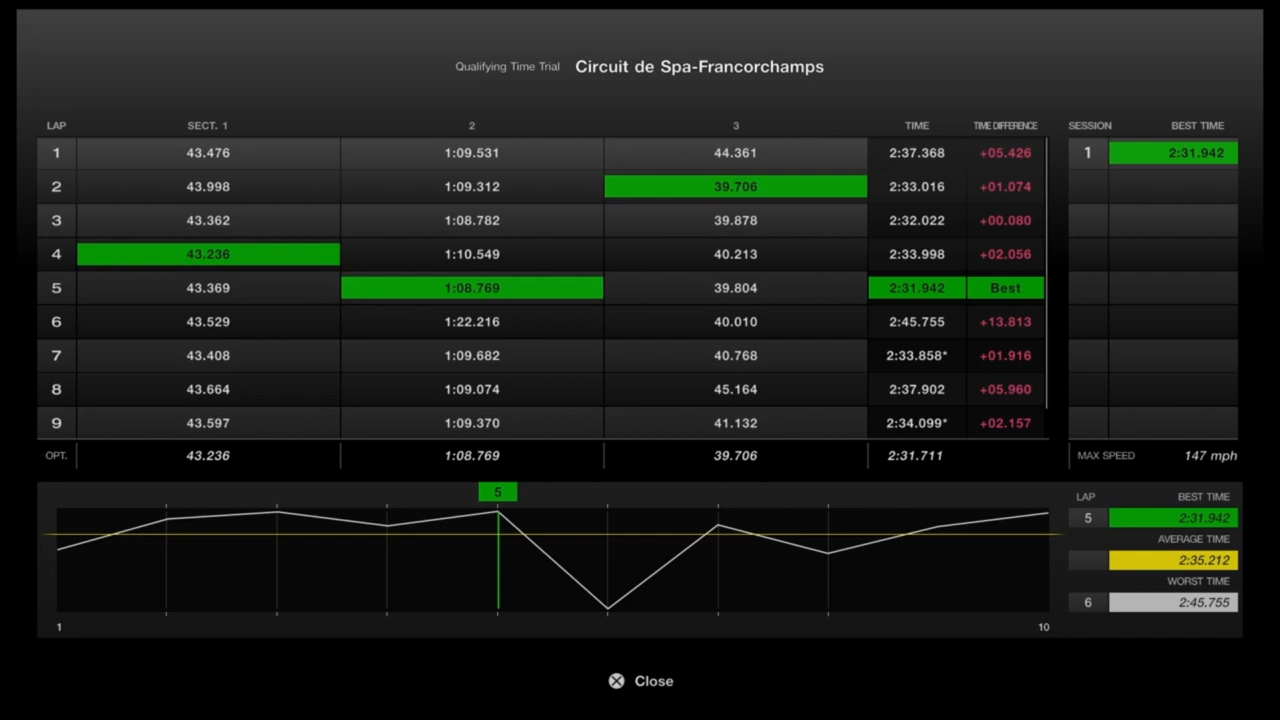 Qualifying Time Trial Circuit de Spa-Francorchamps
LAP SECT. 1 2 3 TIME TIME DIFFERENCE SESSION BEST TIME
1 43.476 1:09.531 44.361 2:37.368 +05.426 1 2:31.942
2 43.998 1:09.312 39.706 2:33.016 +01.074
3 43.362 1:08.782 39.878 2:32.022 +00.080
4 43.236 1:10.549 40.213 2:33.998 +02.056
5 43.369 1:08.769 39.804 2:31.942 Best
6 43.529 1:22.216 40.010 2:45.755 +13.813
7 43.408 1:09.682 40.768 2:33.858* +01.916
8 43.664 1:09.074 45.164 2:37.902 +05.960
9 43.597 1:09.370 41.132 2:34.099* +02.157
OPT. 43.236 1:08.769 39.706 2:31.711 MAX SPEED 147 mph
5
LAP BEST TIME
5 2:31.942
AVERAGE TIME
2:35.212
WORST TIME
6 2:45.755
1 10
Close